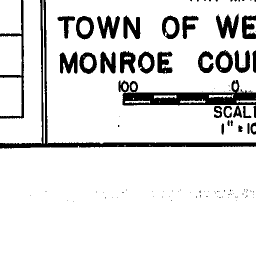 TOWN OF WE
MONROE COU
100 0
SCAL
1" = 10